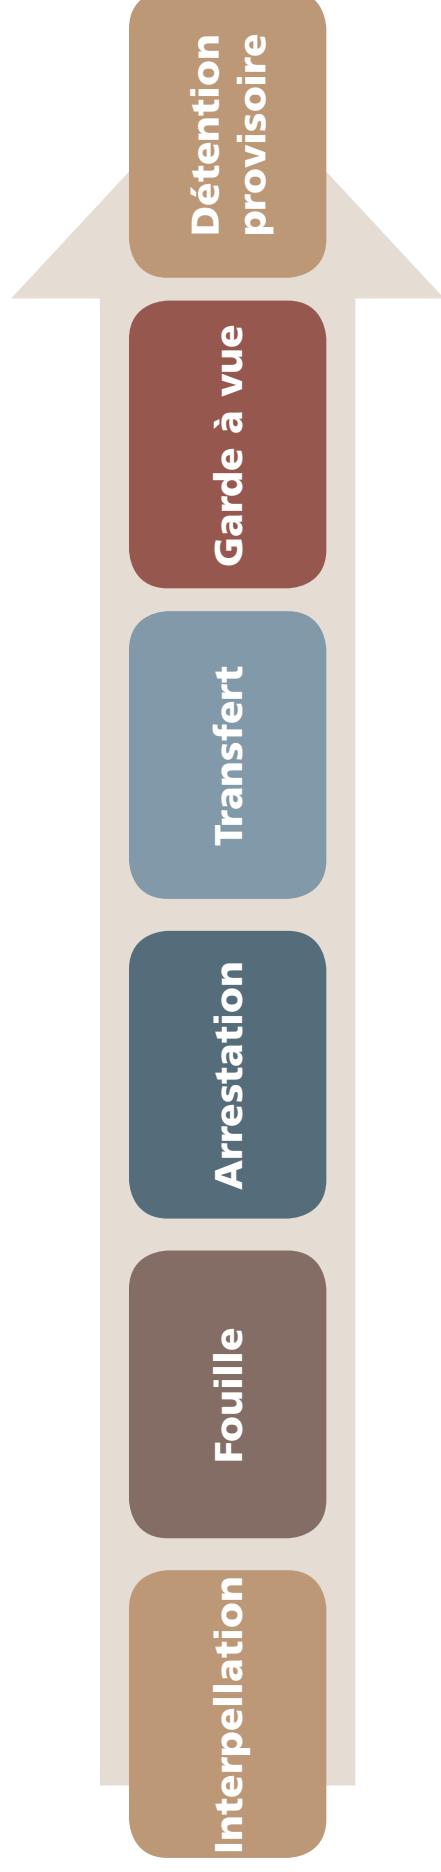 Interpellation
Fouille
Arrestation
Transfert
Garde à vue
Détention
provisoire